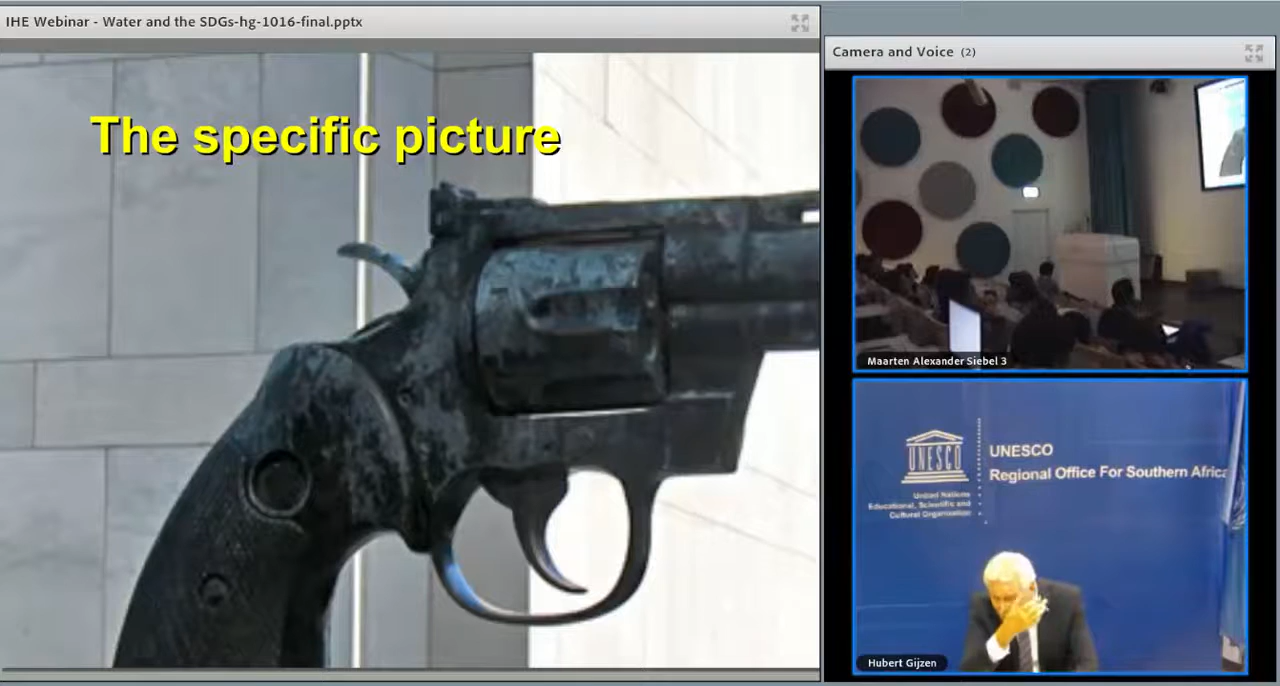 IHE Webinar - Water and the SDGs-hg-1016-final.pptx
The specific picture
Camera and Voice (2)
Maarten Alexander Siebel 3
UNESCO
UNESCO
Regional Office For Southern Africa
United Nations
Educational, Scientific and
Cultural Organization
Hubert Gijzen